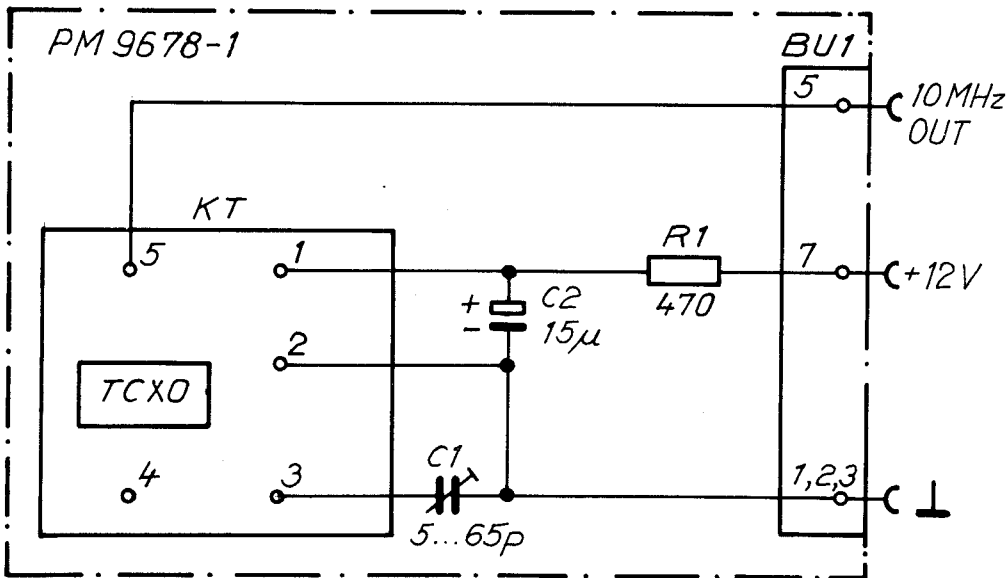 PM 9678-1
BU1
5
10 MHz
OUT
KT
5
1
R1
7
+12V
+
C2
470
-
15µ
2
TCXO
C1
4
3
1,2,3
5...65p